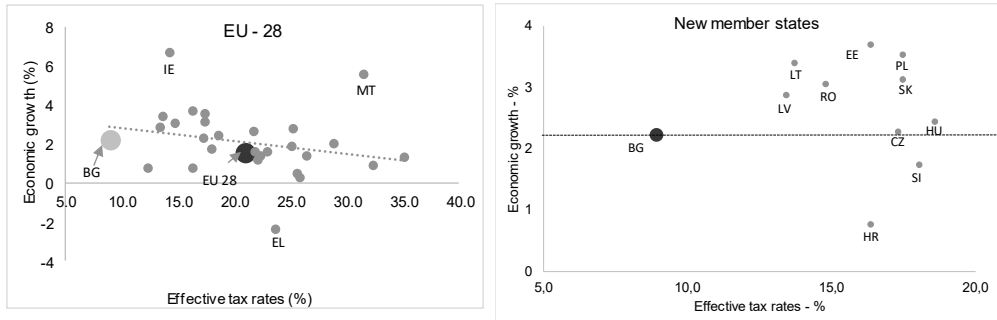 EU - 28
Economic growth (%)
8
6
4
2
0
-2
-4
IE
MT
BG
EU 28
EL
5.0 10.0 15.0 20.0 25.0 30.0 35.0 40.0
Effective tax rates (%)
New member states
Economic growth - %
4
3
2
1
0
EE
PL
LT
SK
RO
LV
BG
HU
CZ
SI
HR
5,0 10,0 15,0 20,0
Effective tax rates - %